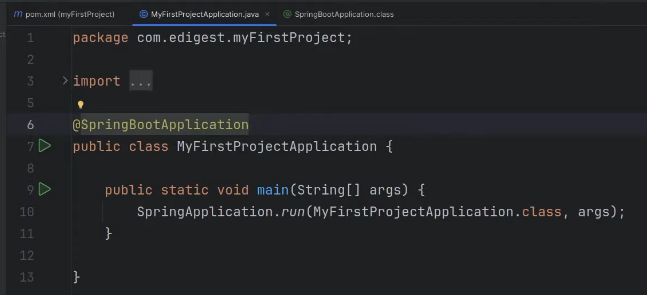 pom.xml (myFirstProject) MyFirstProjectApplication.java SpringBootApplication.class
1 package com.edigest.myFirstProject;
2
3 import ...
5
6 @SpringBootApplication
7 public class MyFirstProjectApplication {
8
9 public static void main(String[] args) {
10 SpringApplication.run(MyFirstProjectApplication.class, args);
11 }
12
13 }